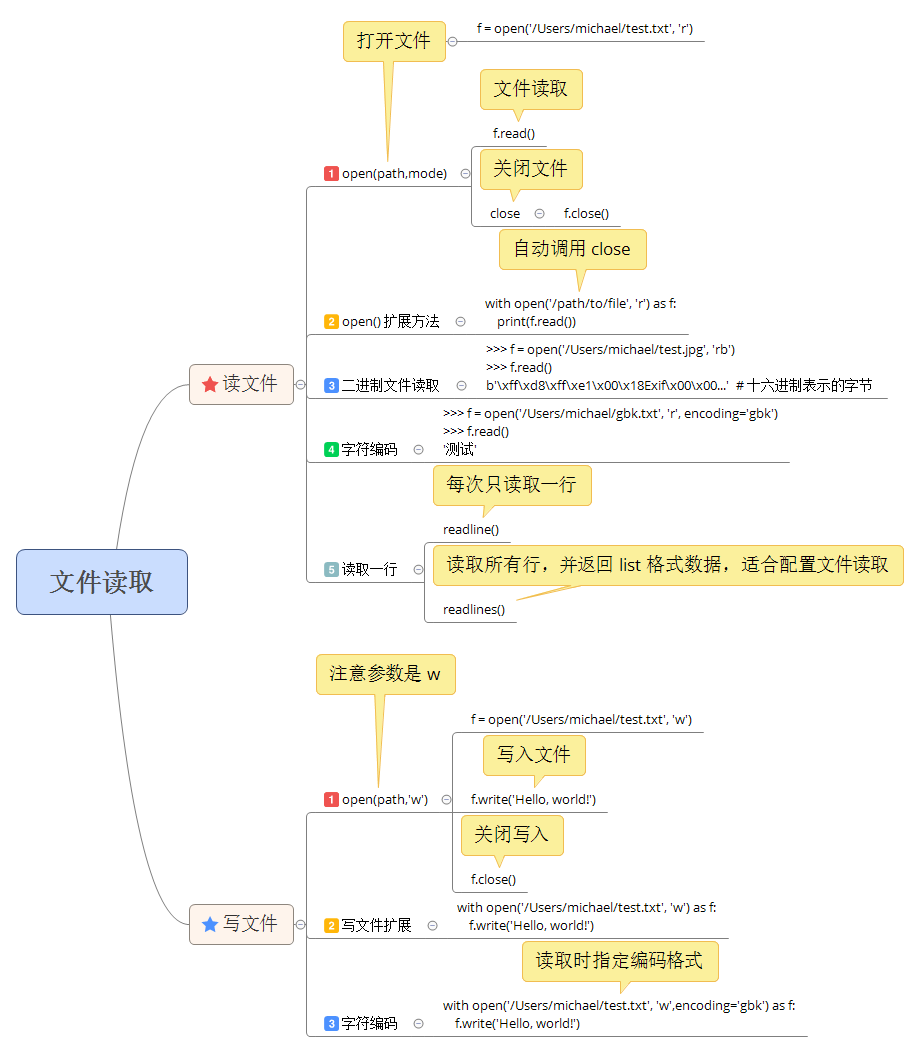 打开文件
f = open('/Users/michael/test.txt', 'r')
文件读取
f.read()
1 open(path,mode)
关闭文件
close
f.close()
自动调用 close
2 open() 扩展方法
with open('/path/to/file', 'r') as f:
print(f.read())
读文件
3 二进制文件读取
>>> f = open('/Users/michael/test.jpg', 'rb')
>>> f.read()
b'\xff\xd8\xff\xe1\x00\x18Exif\x00\x00...' # 十六进制表示的字节
4 字符编码
>>> f = open('/Users/michael/gbk.txt', 'r', encoding='gbk')
>>> f.read()
'测试'
每次只读取一行
readline()
5 读取一行
读取所有行，并返回 list 格式数据，适合配置文件读取
readlines()
文件读取
注意参数是 w
f = open('/Users/michael/test.txt', 'w')
写入文件
1 open(path,'w')
f.write('Hello, world!')
关闭写入
f.close()
写文件
2 写文件扩展
with open('/Users/michael/test.txt', 'w') as f:
f.write('Hello, world!')
读取时指定编码格式
3 字符编码
with open('/Users/michael/test.txt', 'w',encoding='gbk') as f:
f.write('Hello, world!')